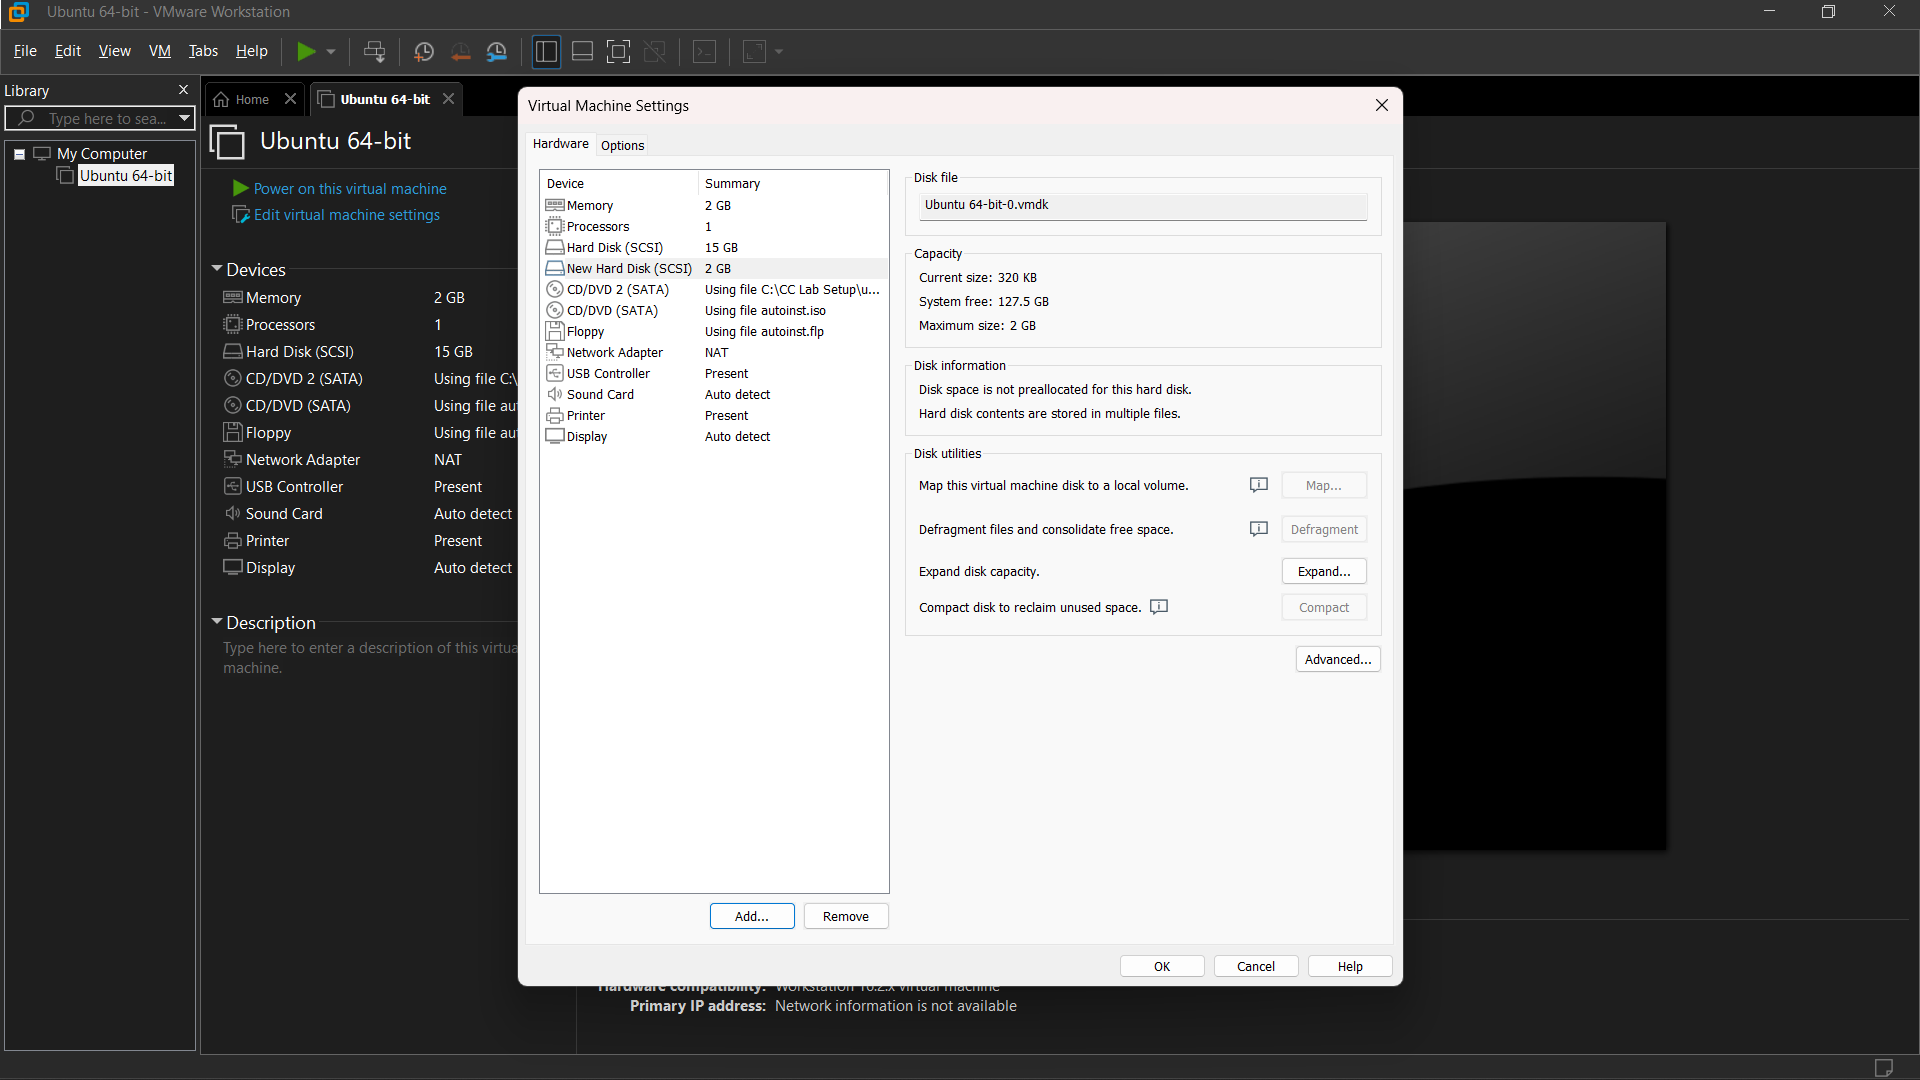 Ubuntu 64-bit - VMware Workstation
File Edit View VM Tabs Help
Library
Type here to sea...
My Computer
Ubuntu 64-bit
Home
Ubuntu 64-bit
Ubuntu 64-bit
Power on this virtual machine
Edit virtual machine settings
Devices
Memory 2 GB
Processors 1
Hard Disk (SCSI) 15 GB
CD/DVD 2 (SATA) Using file C:\
CD/DVD (SATA) Using file au
Floppy Using file au
Network Adapter NAT
USB Controller Present
Sound Card Auto detect
Printer Present
Display Auto detect
Description
Type here to enter a description of this virtua
machine.
Virtual Machine Settings
Hardware Options
Device Summary
Memory 2 GB
Processors 1
Hard Disk (SCSI) 15 GB
New Hard Disk (SCSI) 2 GB
CD/DVD 2 (SATA) Using file C:\CC Lab Setup\u...
CD/DVD (SATA) Using file autoinst.iso
Floppy Using file autoinst.flp
Network Adapter NAT
USB Controller Present
Sound Card Auto detect
Printer Present
Display Auto detect
Add... Remove
Disk file
Ubuntu 64-bit-0.vmdk
Capacity
Current size: 320 KB
System free: 127.5 GB
Maximum size: 2 GB
Disk information
Disk space is not preallocated for this hard disk.
Hard disk contents are stored in multiple files.
Disk utilities
Map this virtual machine disk to a local volume. Map...
Defragment files and consolidate free space. Defragment
Expand disk capacity. Expand...
Compact disk to reclaim unused space. Compact
Advanced...
OK Cancel Help
Hardware compatibility: Workstation 16.2.x virtual machine
Primary IP address: Network information is not available